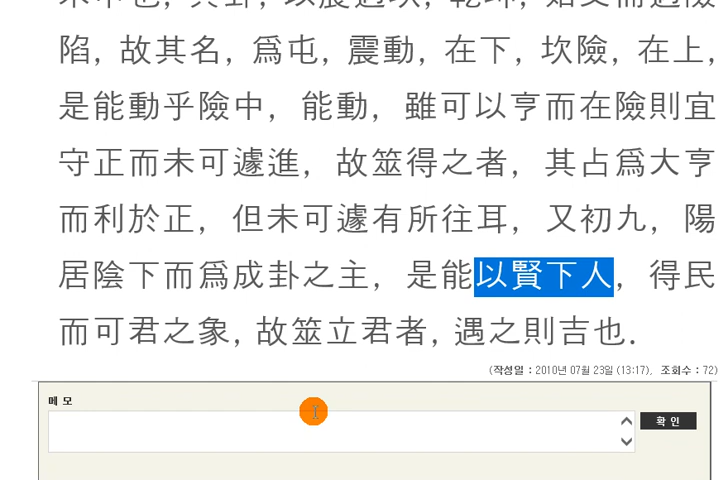 陷, 故其名, 爲屯, 震動, 在下, 坎險, 在上,
是能動乎險中, 能動, 雖可以亨而在險則宜
守正而未可遽進, 故筮得之者, 其占爲大亨
而利於正, 但未可遽有所往耳, 又初九, 陽
居陰下而爲成卦之主, 是能以賢下人, 得民
而可君之象, 故筮立君者, 遇之則吉也.
(작성일 : 2010년 07월 23일 (13:17), 조회수 : 72)
메 모
확 인